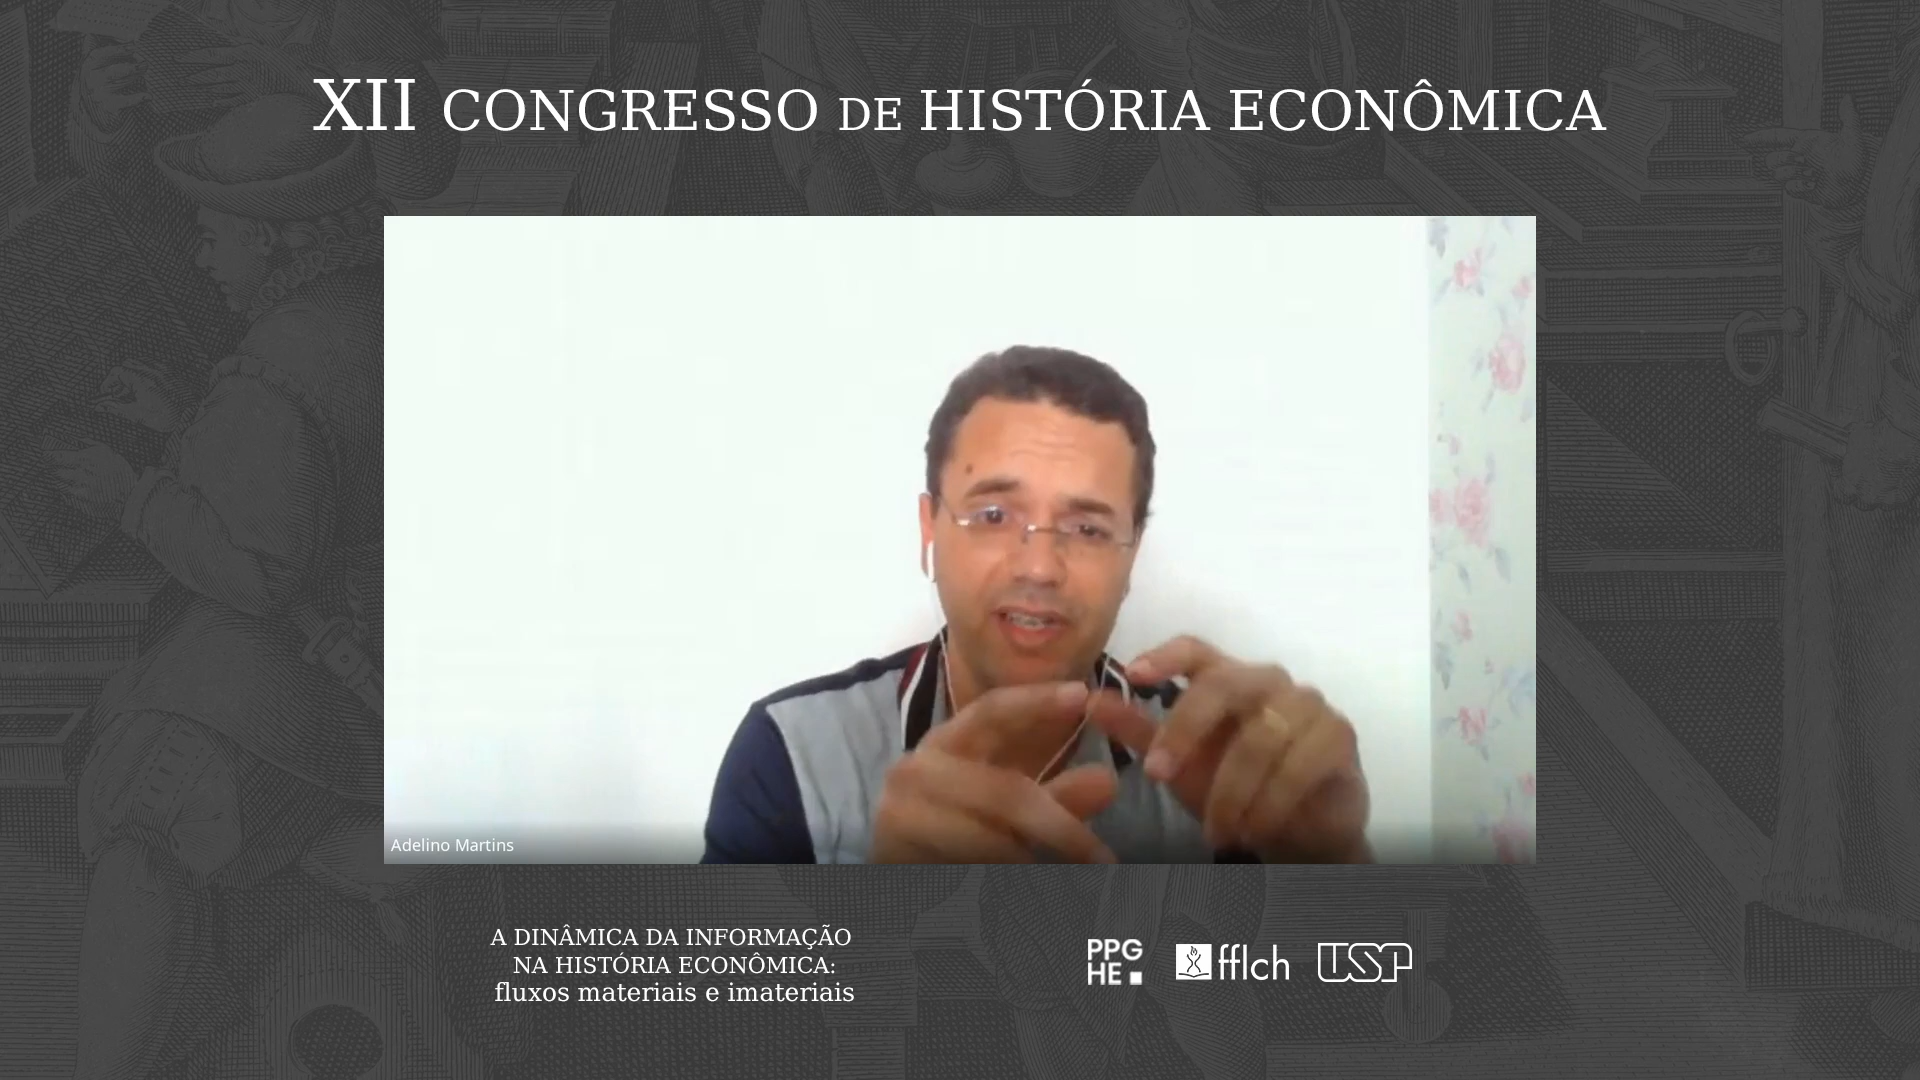 XII CONGRESSO DE HISTÓRIA ECONÔMICA
Adelino Martins
A DINÂMICA DA INFORMAÇÃO
NA HISTÓRIA ECONÔMICA:
fluxos materiais e imateriais
PPG
HE
fflch
USP